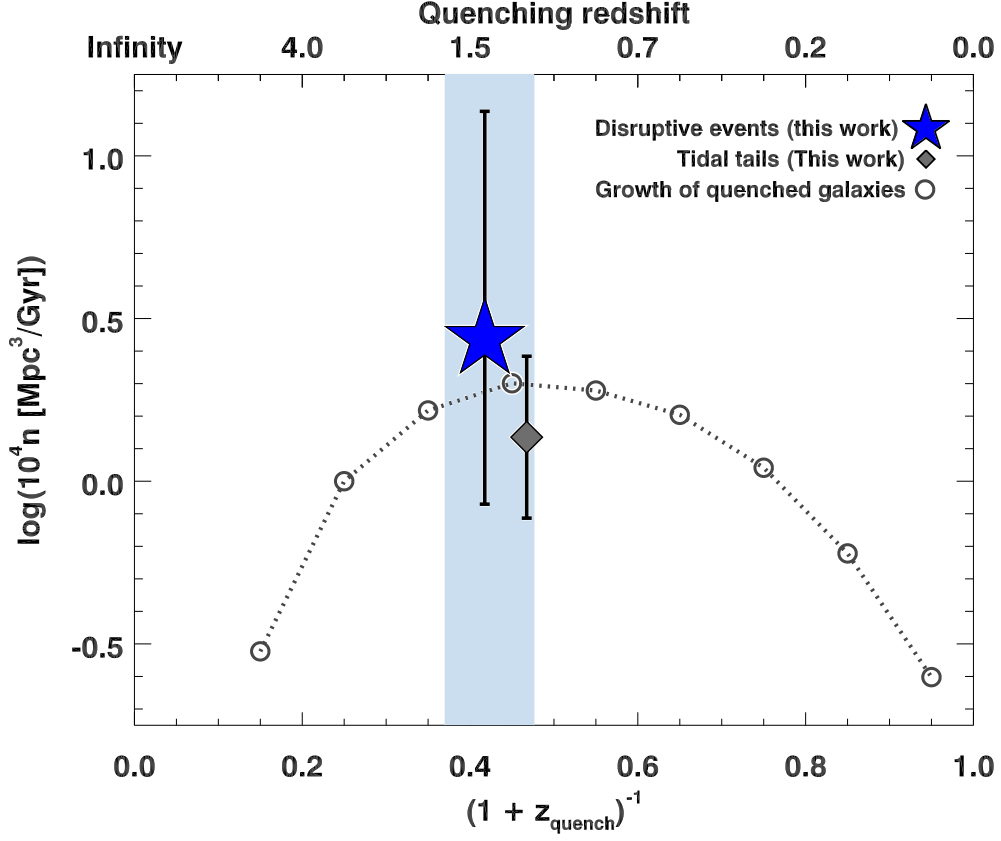 Quenching redshift
Infinity 4.0 1.5 0.7 0.2 0.0
Disruptive events (this work)
Tidal tails (This work)
Growth of quenched galaxies
1.0
0.5
0.0
-0.5
log(10⁴n [Mpc³/Gyr])
0.0 0.2 0.4 0.6 0.8 1.0
(1 + z_quench)⁻¹